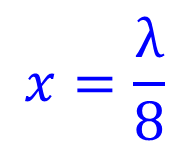 x = λ/8